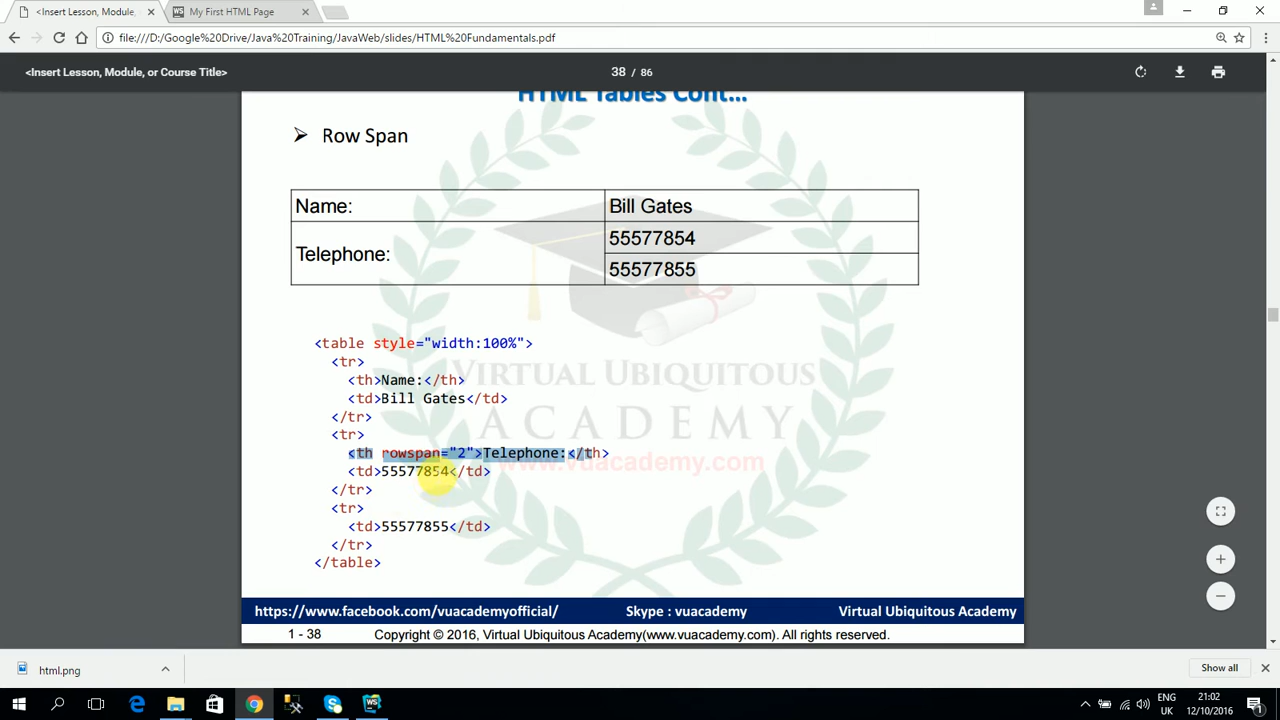 <Insert Lesson, Module,
My First HTML Page
file:///D:/Google%20Drive/Java%20Training/JavaWeb/slides/HTML%20Fundamentals.pdf
<Insert Lesson, Module, or Course Title>
38 / 86
HTML Tables Cont...
Row Span
Name: Bill Gates
Telephone: 55577854
55577855
<table style="width:100%">
<tr>
<th>Name:</th>
<td>Bill Gates</td>
</tr>
<tr>
<th rowspan="2">Telephone:</th>
<td>55577854</td>
</tr>
<tr>
<td>55577855</td>
</tr>
</table>
VIRTUAL UBIQUITOUS
ACADEMY
www.vuacademy.com
https://www.facebook.com/vuacademyofficial/ Skype : vuacademy Virtual Ubiquitous Academy
1 - 38 Copyright © 2016, Virtual Ubiquitous Academy(www.vuacademy.com). All rights reserved.
html.png
Show all
ENG 21:02
UK 12/10/2016